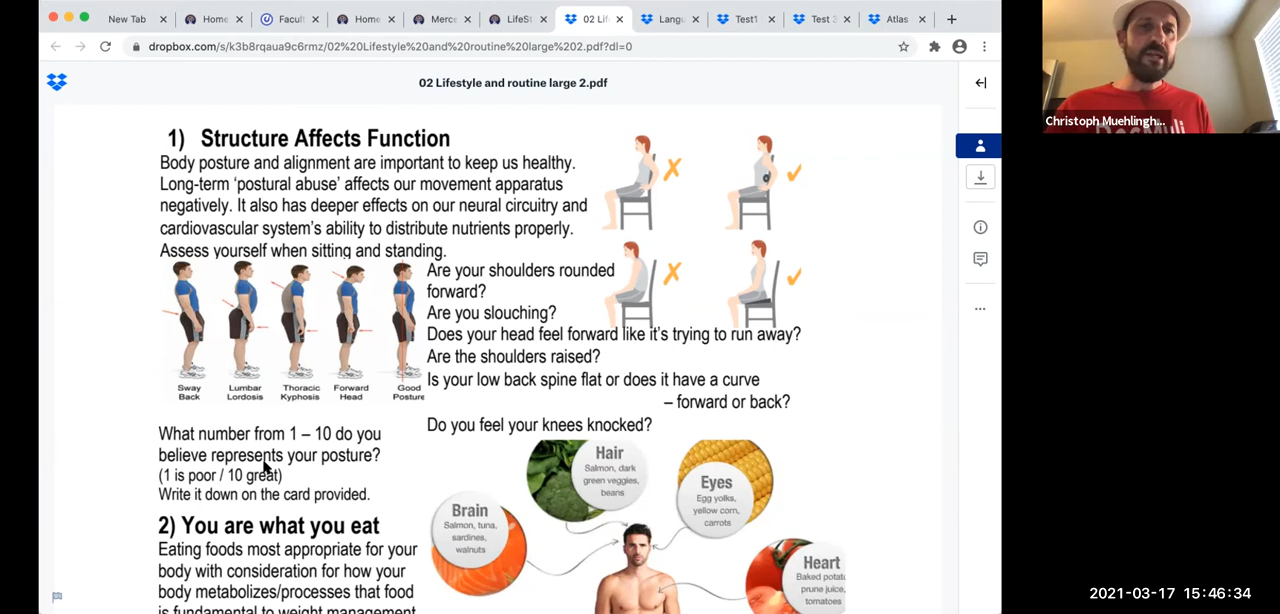 New Tab
Home
Facult
Home
Merce
LifeSt
02 Lif
Langu
Test1
Test 3
Atlas
dropbox.com/s/k3b8rqaua9c6rmz/02%20Lifestyle%20and%20routine%20large%202.pdf?dl=0
02 Lifestyle and routine large 2.pdf
Christoph Muehlingh...
1) Structure Affects Function
Body posture and alignment are important to keep us healthy.
Long-term ‘postural abuse’ affects our movement apparatus
negatively. It also has deeper effects on our neural circuitry and
cardiovascular system’s ability to distribute nutrients properly.
Assess yourself when sitting and standing.
Are your shoulders rounded
forward?
Are you slouching?
Does your head feel forward like it’s trying to run away?
Are the shoulders raised?
Is your low back spine flat or does it have a curve
– forward or back?
Do you feel your knees knocked?
Sway
Back
Lumbar
Lordosis
Thoracic
Kyphosis
Forward
Head
Good
Posture
What number from 1 – 10 do you
believe represents your posture?
(1 is poor / 10 great)
Write it down on the card provided.
2) You are what you eat
Eating foods most appropriate for your
body with consideration for how your
body metabolizes/processes that food
is fundamental to weight management
Hair
Salmon, dark
green veggies,
beans
Eyes
Egg yolks,
yellow corn,
carrots
Brain
Salmon, tuna,
sardines,
walnuts
Heart
Baked potato
prune juice,
tomatoes
2021-03-17 15:46:34